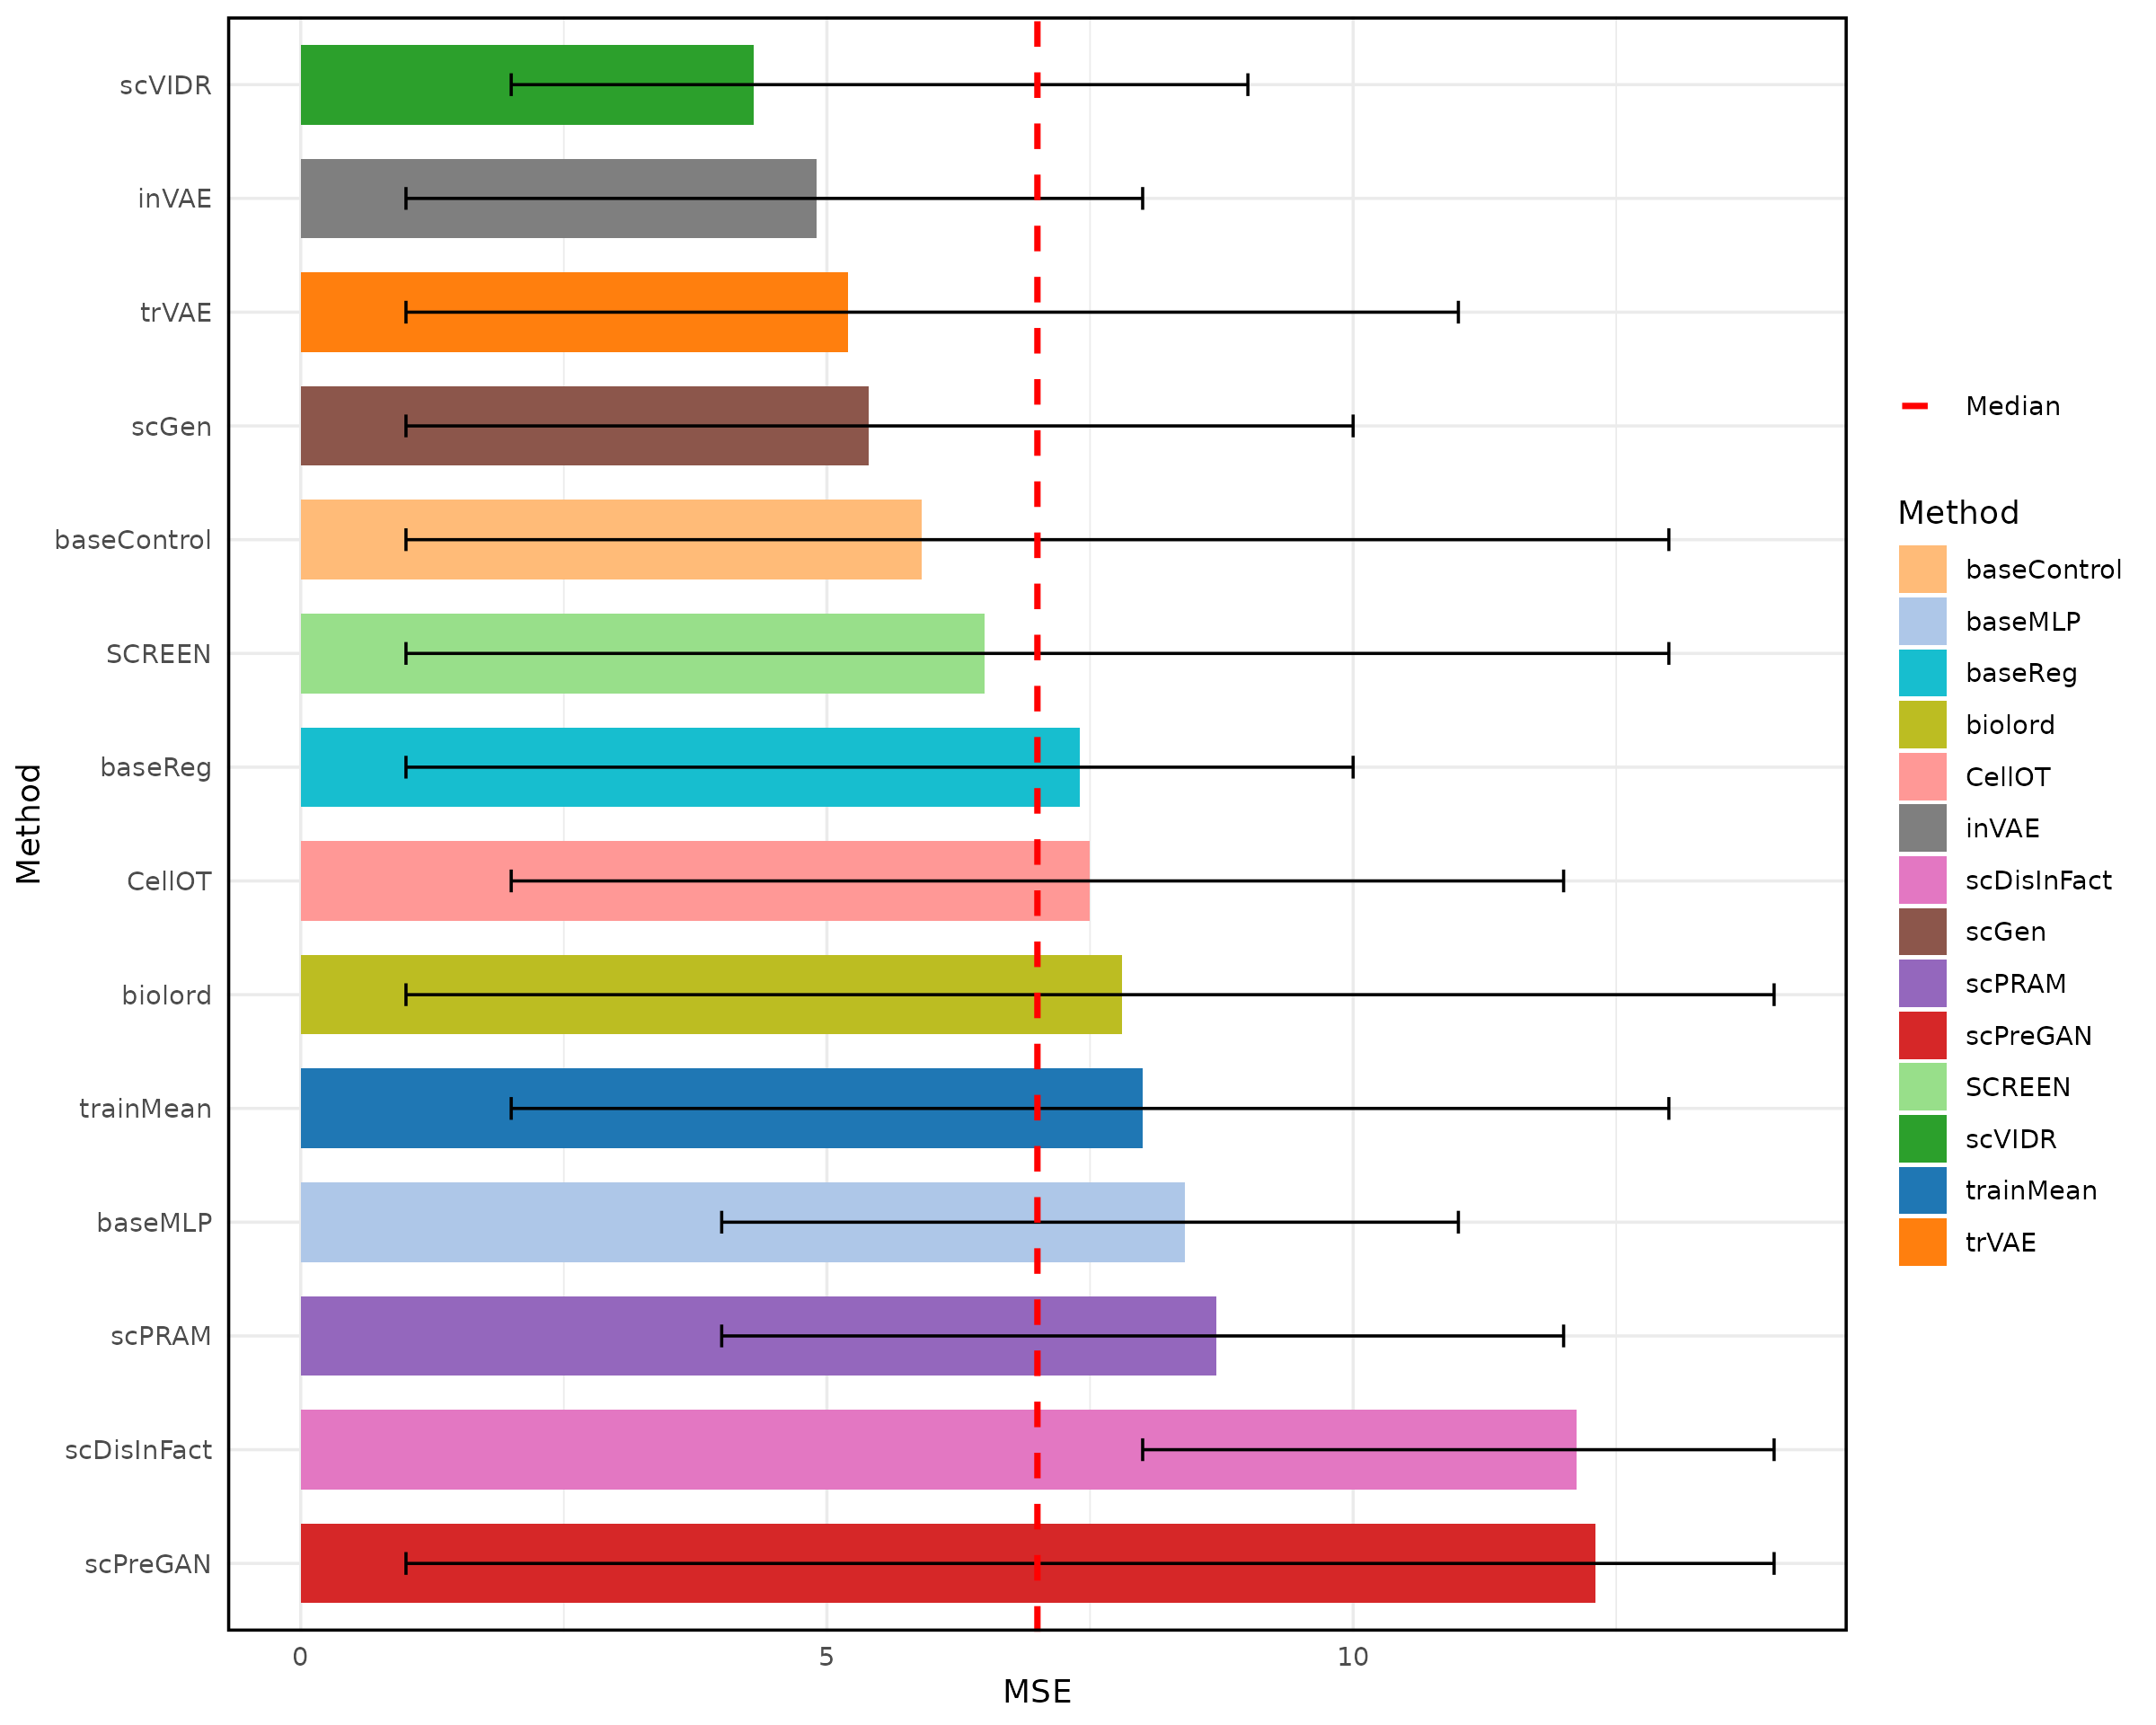 Method
scVIDR
inVAE
trVAE
scGen
baseControl
SCREEN
baseReg
CellOT
biolord
trainMean
baseMLP
scPRAM
scDisInFact
scPreGAN
0
5
10
MSE
Median
Method
baseControl
baseMLP
baseReg
biolord
CellOT
inVAE
scDisInFact
scGen
scPRAM
scPreGAN
SCREEN
scVIDR
trainMean
trVAE